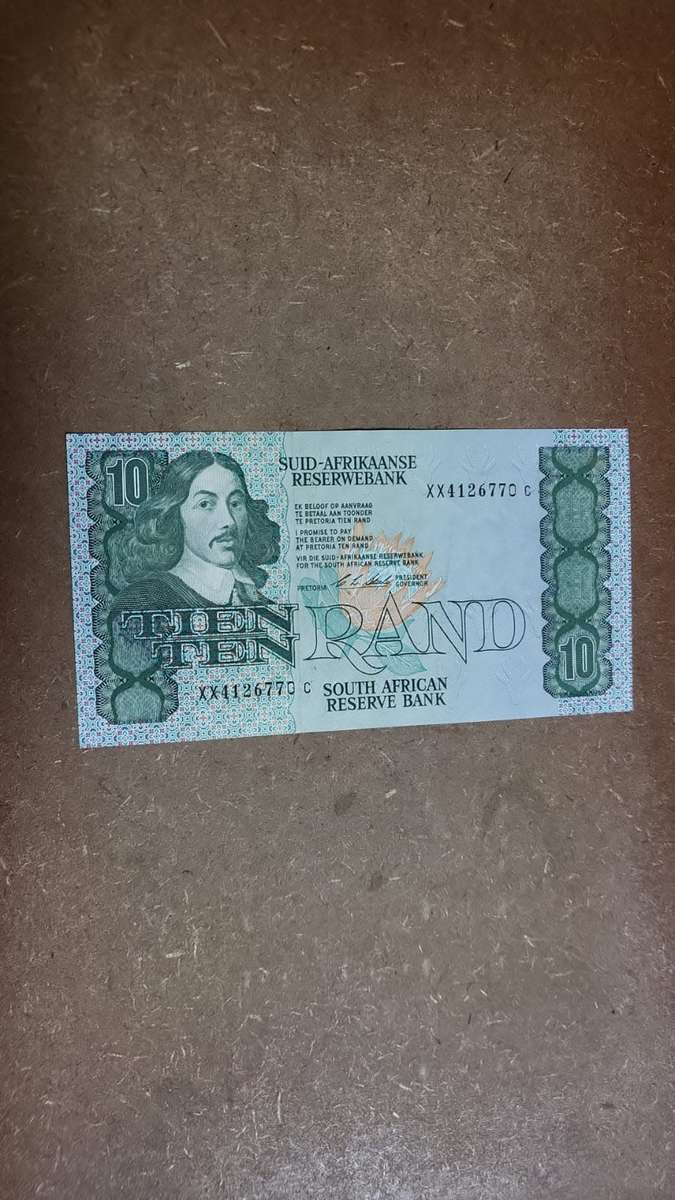 10
SUID-AFRIKAANSE
RESERWEBANK
XX4126770 C
EK BELOOF OP AANVRAAG
TE BETAAL AAN TOONDER
TE PRETORIA TIEN RAND
I PROMISE TO PAY
THE BEARER ON DEMAND
AT PRETORIA TEN RAND
VIR DIE SUID-AFRIKAANSE RESERWEBANK
FOR THE SOUTH AFRICAN RESERVE BANK
PRETORIA
PRESIDENT
GOVERNOR
TIEN
TEN RAND
10
XX4126770 C
SOUTH AFRICAN
RESERVE BANK